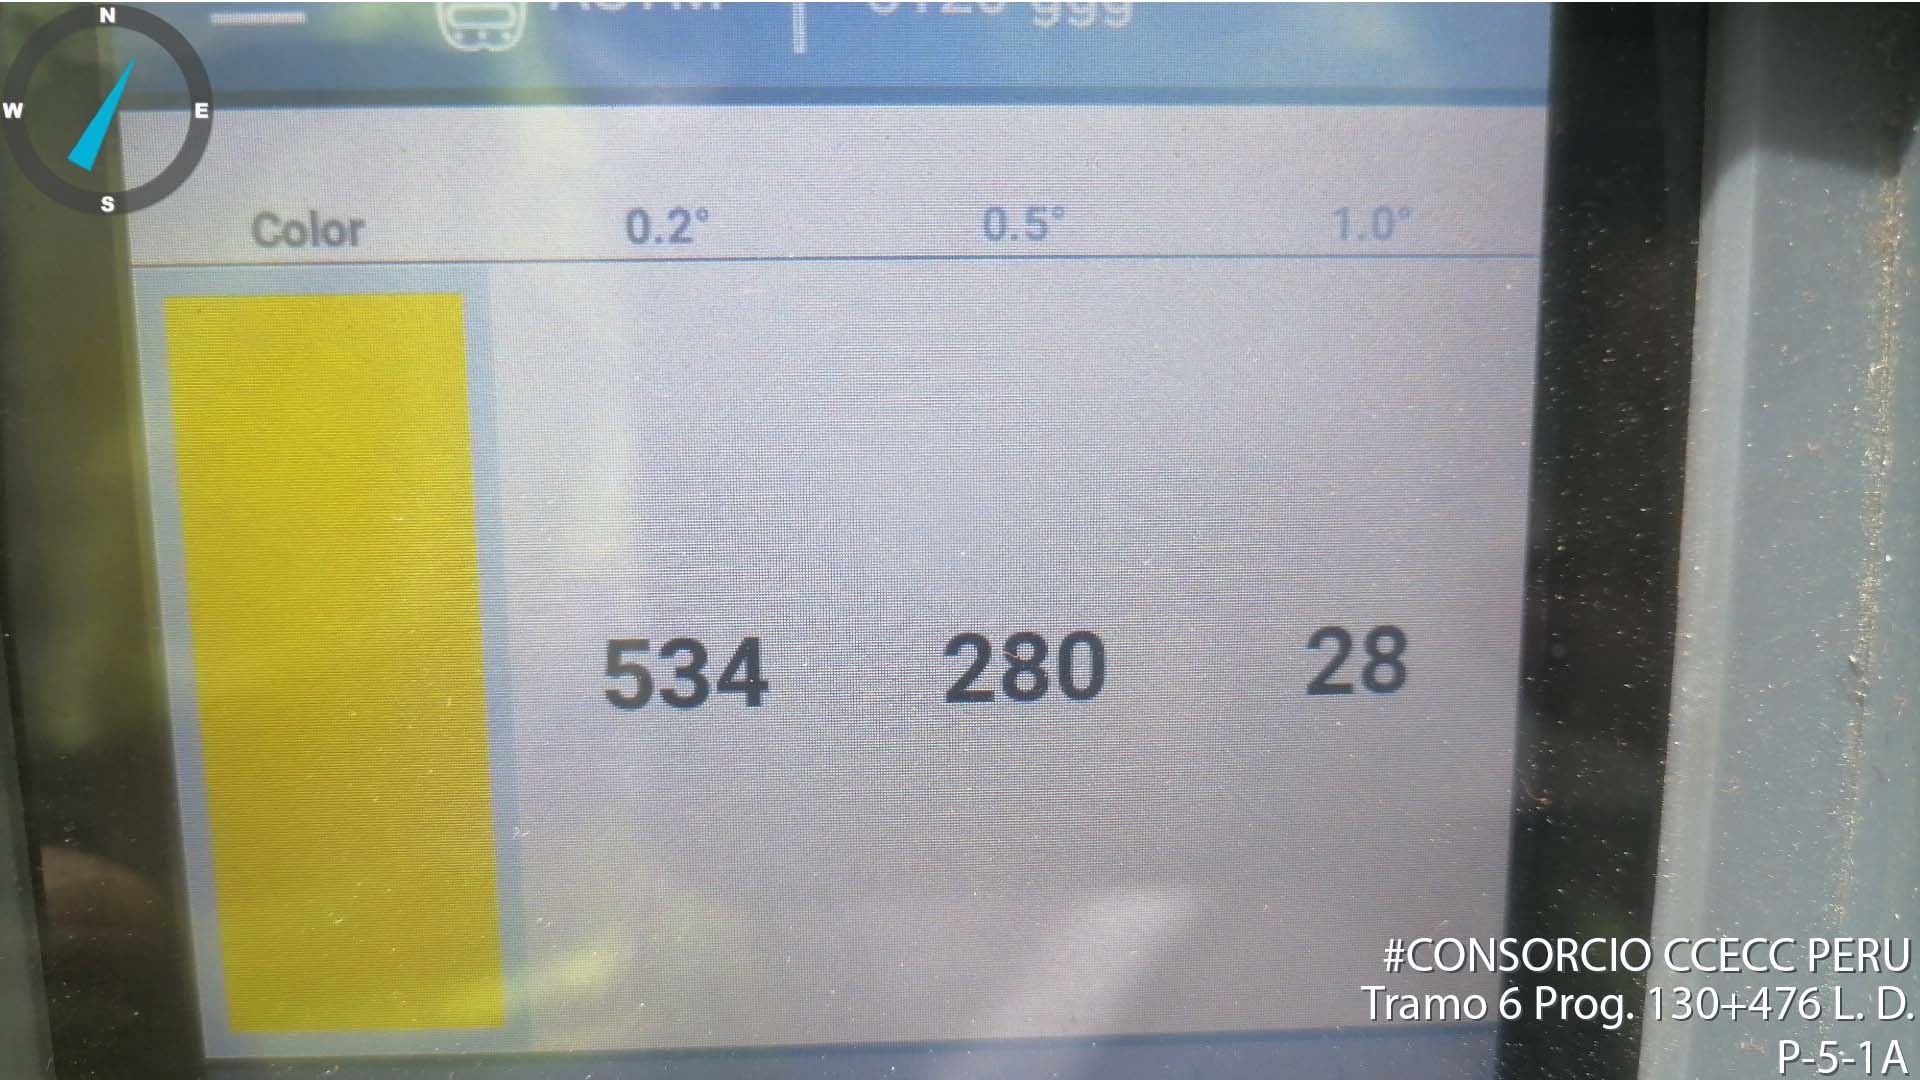 N
W E
S
ASTM
Color 0.2° 0.5° 1.0°
534 280 28
#CONSORCIO CCECC PERU
Tramo 6 Prog. 130+476 L. D.
P-5-1A